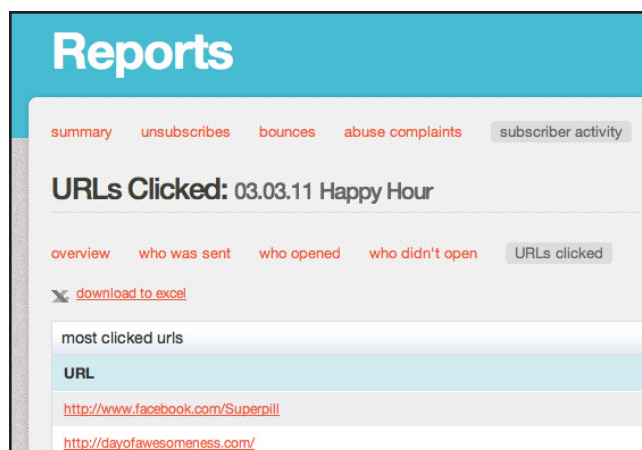 Reports
summary unsubscribes bounces abuse complaints subscriber activity
URLs Clicked: 03.03.11 Happy Hour
overview who was sent who opened who didn't open URLs clicked
download to excel
most clicked urls
URL
http://www.facebook.com/Superpill
http://dayofawesomeness.com/